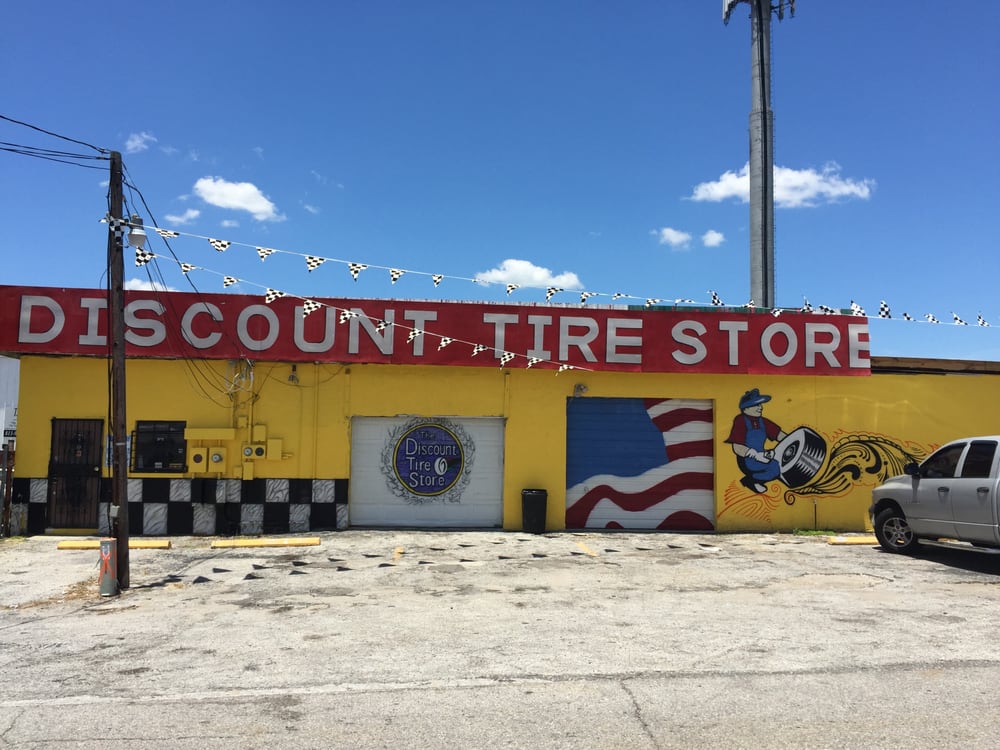 DISCOUNT TIRE STORE
The
Discount
Tire
Store